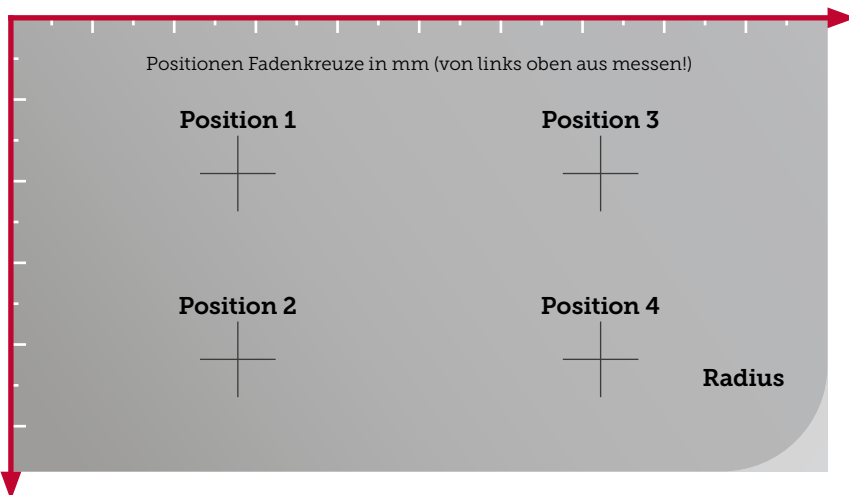 Positionen Fadenkreuze in mm (von links oben aus messen!)
Position 1
Position 3
Position 2
Position 4
Radius